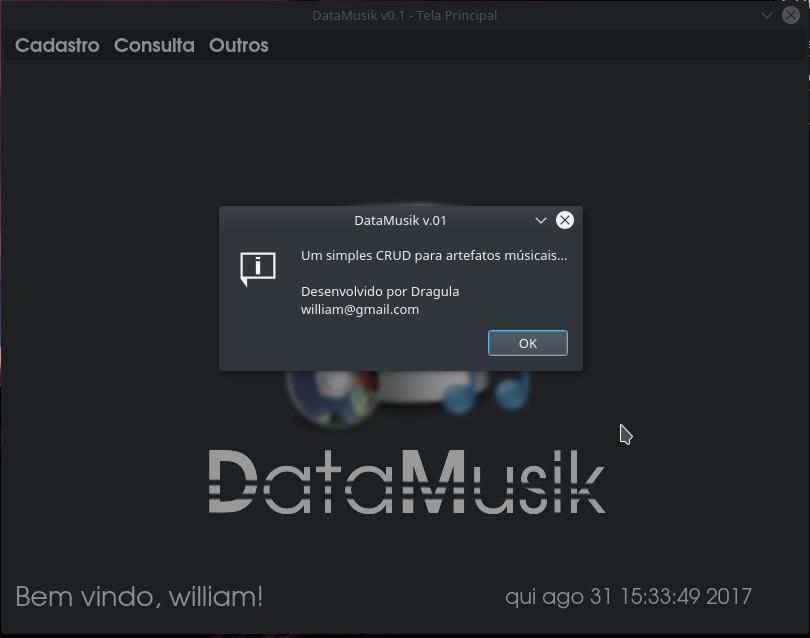 DataMusik v0.1 - Tela Principal
Cadastro Consulta Outros
DataMusik v.01
Um simples CRUD para artefatos músicais...
Desenvolvido por Dragula
william@gmail.com
OK
DataMusik
Bem vindo, william!
qui ago 31 15:33:49 2017